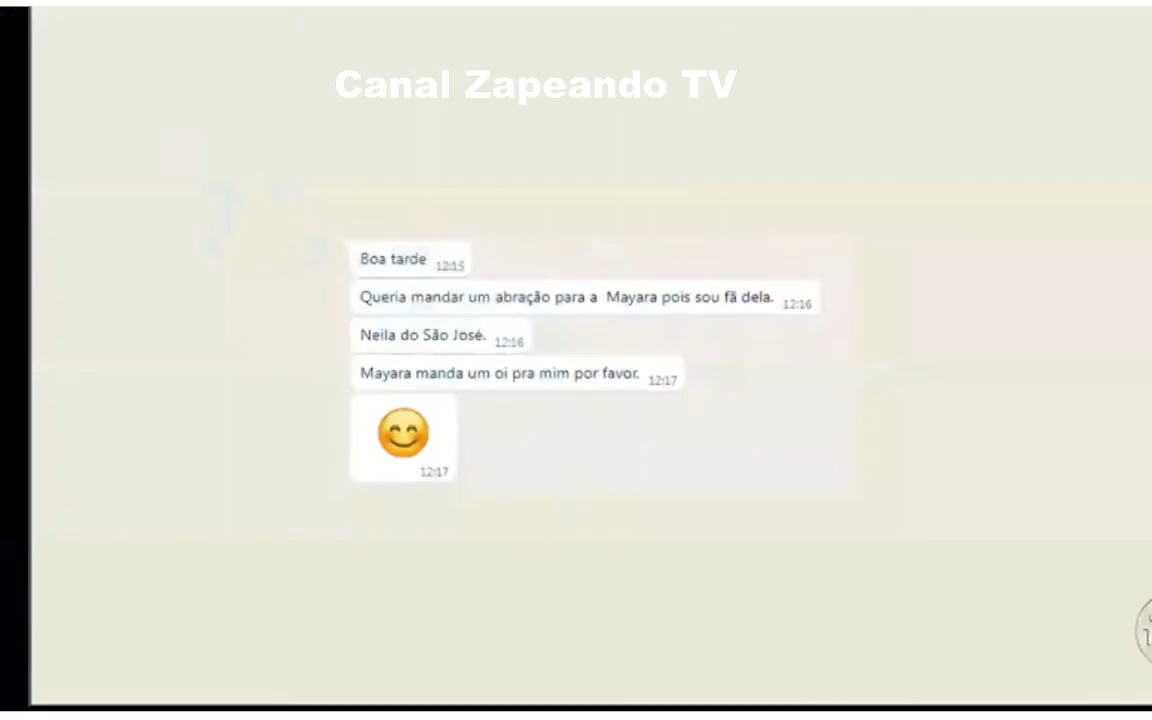 Canal Zapeando TV
Boa tarde 12:15
Queria mandar um abração para a Mayara pois sou fã dela. 12:16
Neila do São José. 12:16
Mayara manda um oi pra mim por favor. 12:17
😊
12:17